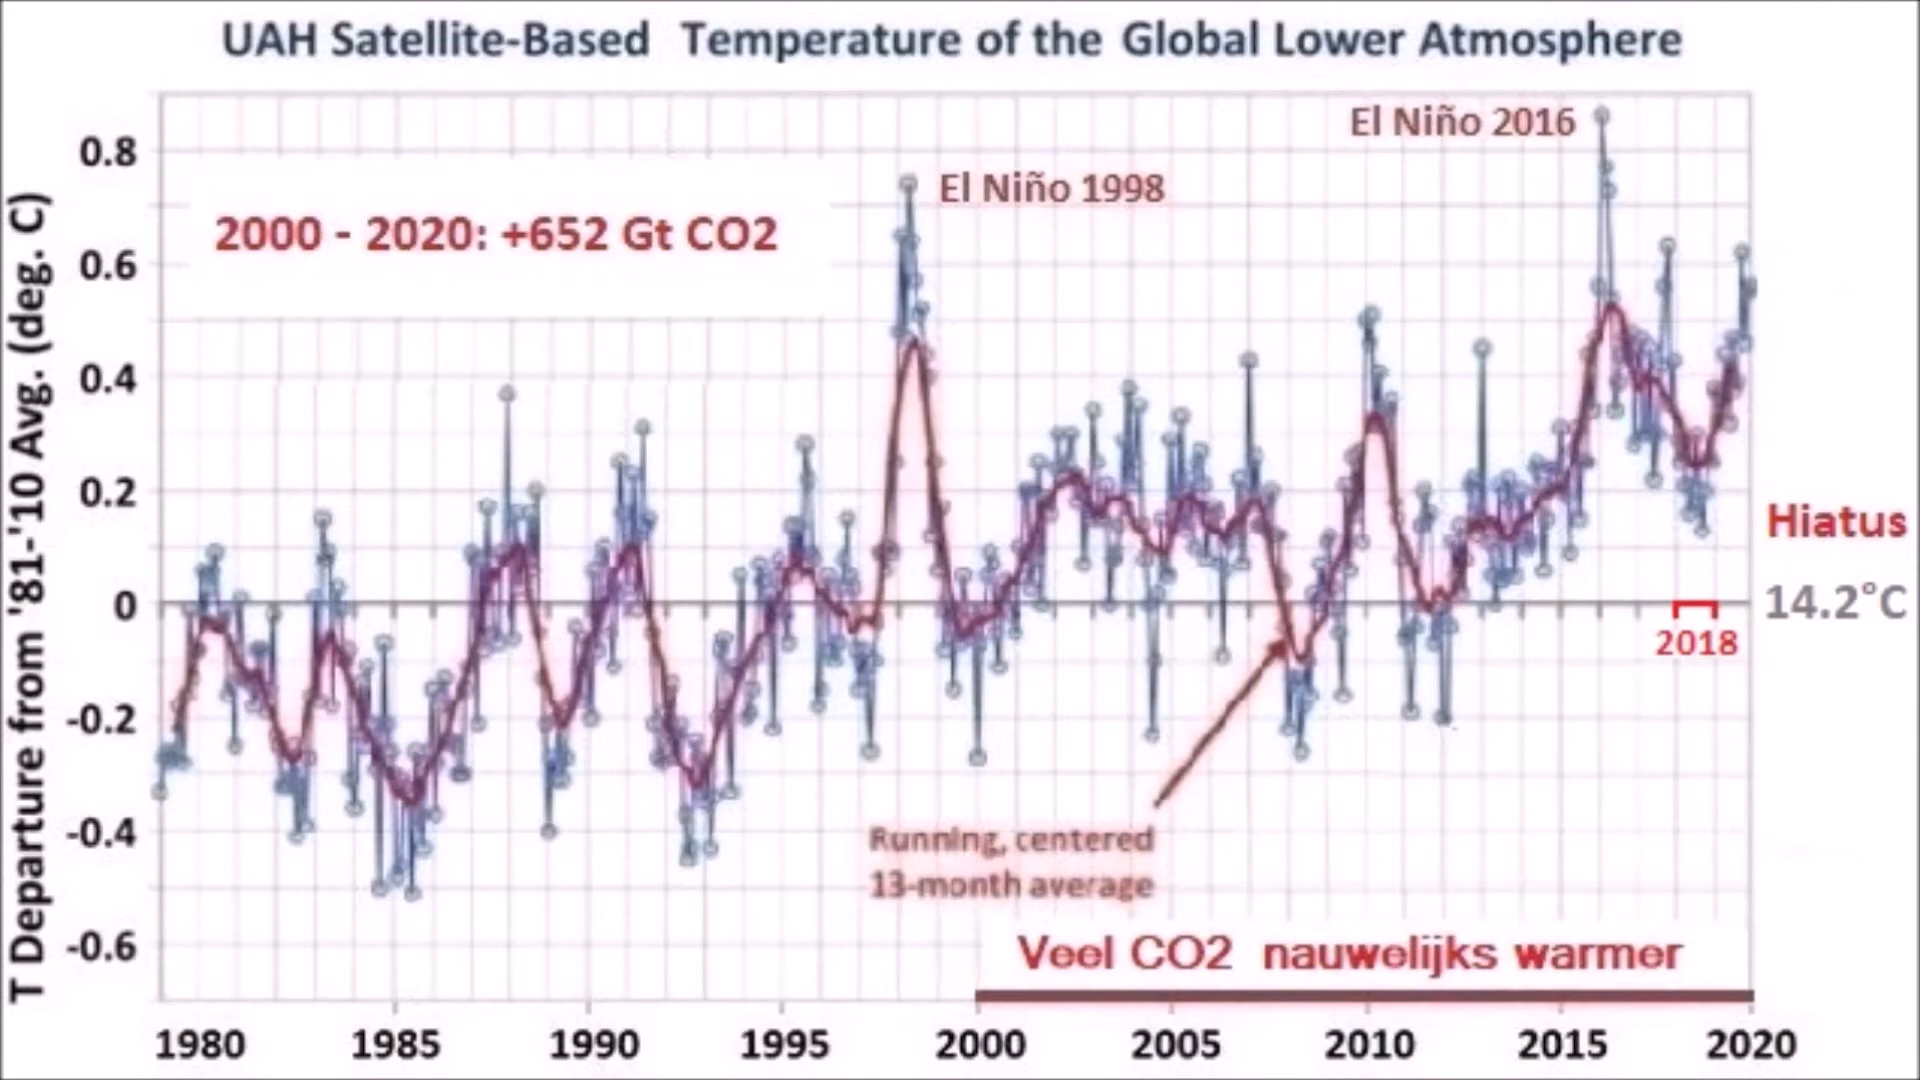 UAH Satellite-Based Temperature of the Global Lower Atmosphere
T Departure from '81-'10 Avg. (deg. C)
0.8
0.6
0.4
0.2
0
-0.2
-0.4
-0.6
2000 - 2020: +652 Gt CO2
El Niño 1998
El Niño 2016
Hiatus
14.2°C
2018
Running, centered
13-month average
Veel CO2 nauwelijks warmer
1980 1985 1990 1995 2000 2005 2010 2015 2020